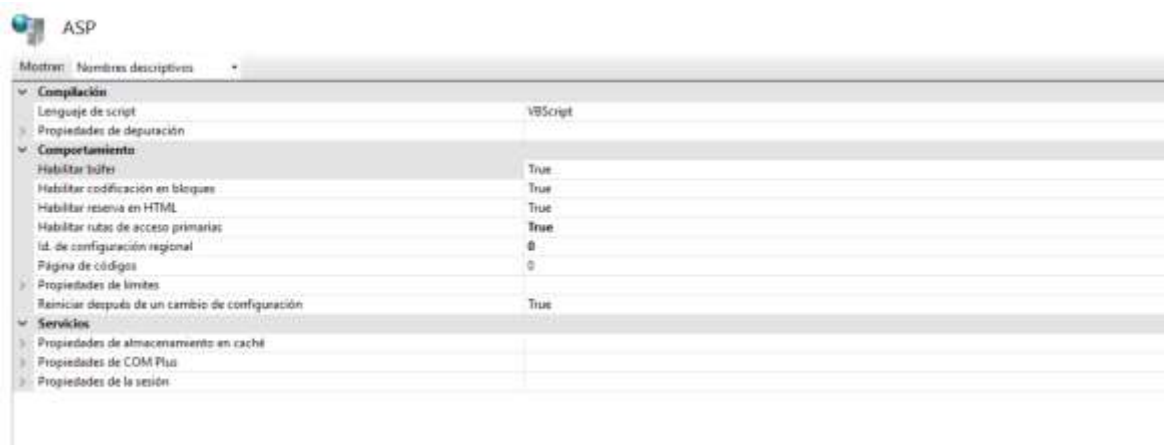 ASP
Mostrar: Nombres descriptivos
Compilación
Lenguaje de script VBScript
Propiedades de depuración
Comportamiento
Habilitar búfer True
Habilitar codificación en bloques True
Habilitar reserva en HTML True
Habilitar rutas de acceso primarias True
Id. de configuración regional 0
Página de códigos 0
Propiedades de límites
Reiniciar después de un cambio de configuración True
Servicios
Propiedades de almacenamiento en caché
Propiedades de COM Plus
Propiedades de la sesión